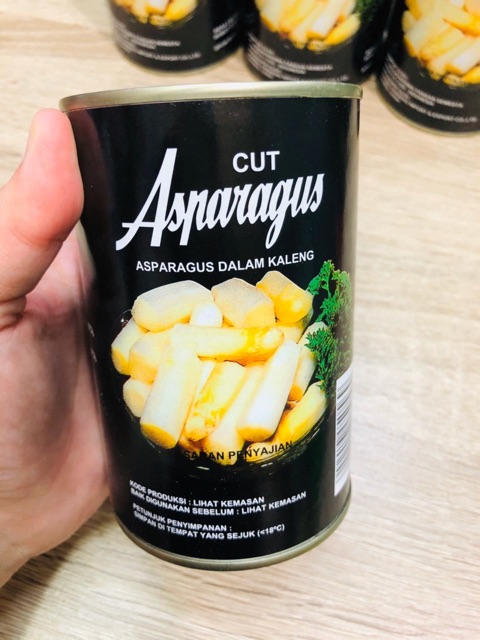 CUT
Asparagus
ASPARAGUS DALAM KALENG
SARAN PENYAJIAN
KODE PRODUKSI : LIHAT KEMASAN
BAIK DIGUNAKAN SEBELUM : LIHAT KEMASAN
PETUNJUK PENYIMPANAN :
SIMPAN DI TEMPAT YANG SEJUK (<18°C)